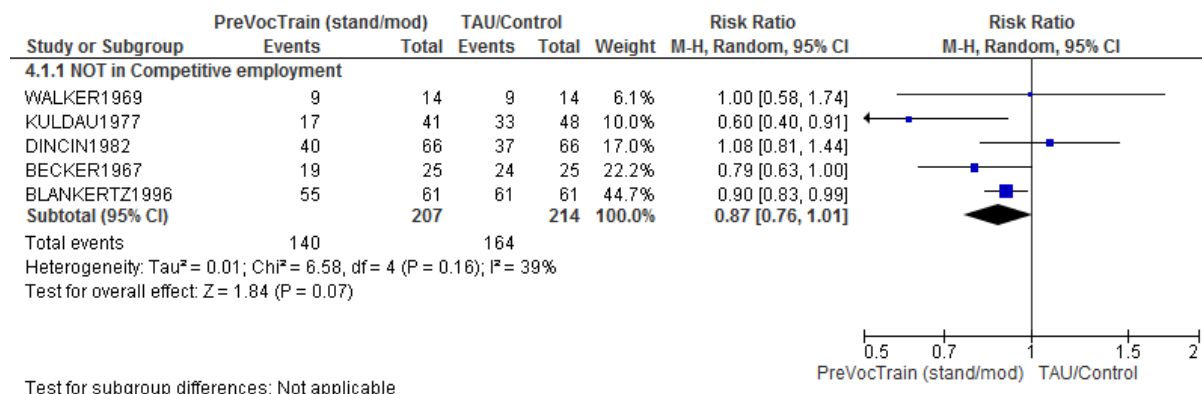 PreVocTrain (stand/mod) TAU/Control Risk Ratio Risk Ratio
Study or Subgroup Events Total Events Total Weight M-H, Random, 95% CI M-H, Random, 95% CI
4.1.1 NOT in Competitive employment
WALKER1969 9 14 9 14 6.1% 1.00 [0.58, 1.74]
KULDAU1977 17 41 33 48 10.0% 0.60 [0.40, 0.91]
DINCIN1982 40 66 37 66 17.0% 1.08 [0.81, 1.44]
BECKER1967 19 25 24 25 22.2% 0.79 [0.63, 1.00]
BLANKERTZ1996 55 61 61 61 44.7% 0.90 [0.83, 0.99]
Subtotal (95% CI) 207 214 100.0% 0.87 [0.76, 1.01]
Total events 140 164
Heterogeneity: Tau² = 0.01; Chi² = 6.58, df = 4 (P = 0.16); I² = 39%
Test for overall effect: Z = 1.84 (P = 0.07)
0.5 0.7 1 1.5 2
PreVocTrain (stand/mod) TAU/Control
Test for subgroup differences: Not applicable